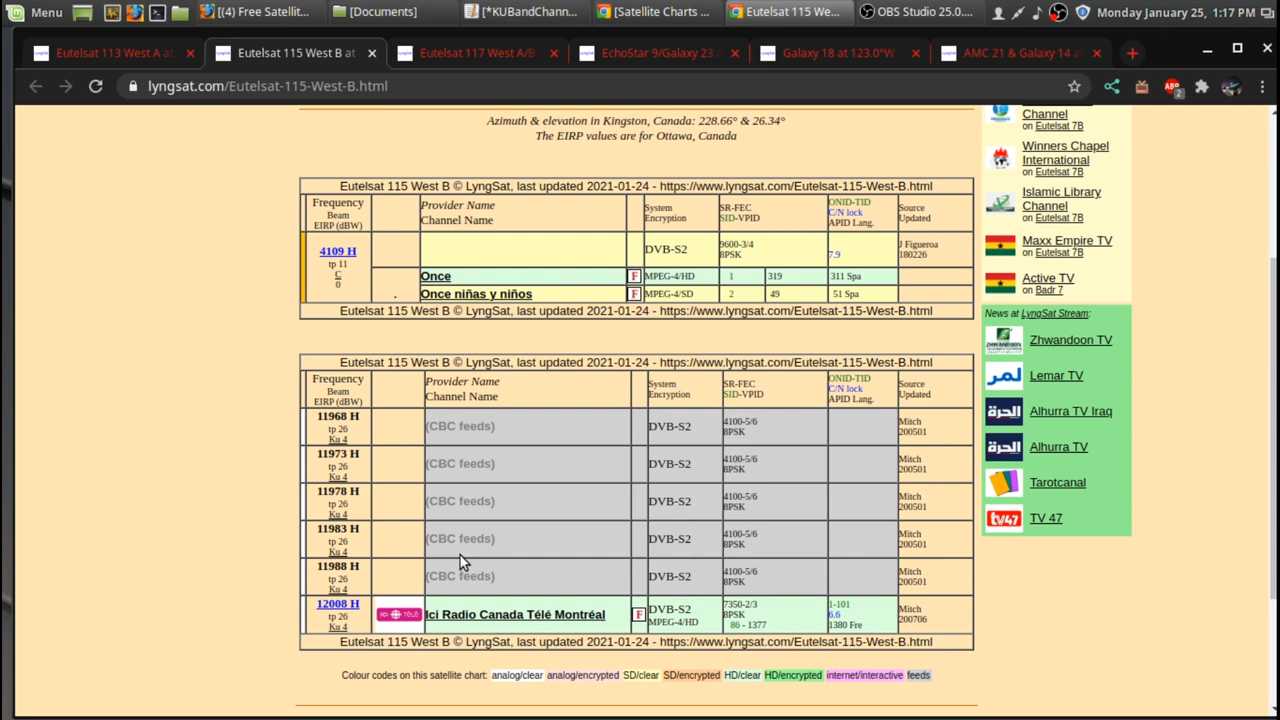 Menu
[(4) Free Satellit...
[Documents]
[*KUBandChann...
[Satellite Charts ...
Eutelsat 115 We...
OBS Studio 25.0....
Monday January 25, 1:17 PM
Eutelsat 113 West A at
Eutelsat 115 West B at
Eutelsat 117 West A/B
EchoStar 9/Galaxy 23
Galaxy 18 at 123.0°W
AMC 21 & Galaxy 14 a
lyngsat.com/Eutelsat-115-West-B.html
ABP
2
Azimuth & elevation in Kingston, Canada: 228.66° & 26.34°
The EIRP values are for Ottawa, Canada
Eutelsat 115 West B © LyngSat, last updated 2021-01-24 - https://www.lyngsat.com/Eutelsat-115-West-B.html
Frequency
Beam
EIRP (dBW)
Provider Name
Channel Name
System
Encryption
SR-FEC
SID-VPID
ONID-TID
C/N lock
APID Lang.
Source
Updated
4109 H
tp 11
C
0
DVB-S2
9600-3/4
8PSK
7.9
J Figueroa
180226
Once
F
MPEG-4/HD
1
319
311 Spa
.
Once niñas y niños
F
MPEG-4/SD
2
49
51 Spa
Eutelsat 115 West B © LyngSat, last updated 2021-01-24 - https://www.lyngsat.com/Eutelsat-115-West-B.html
Eutelsat 115 West B © LyngSat, last updated 2021-01-24 - https://www.lyngsat.com/Eutelsat-115-West-B.html
Frequency
Beam
EIRP (dBW)
Provider Name
Channel Name
System
Encryption
SR-FEC
SID-VPID
ONID-TID
C/N lock
APID Lang.
Source
Updated
11968 H
tp 26
Ku 4
(CBC feeds)
DVB-S2
4100-5/6
8PSK
Mitch
200501
11973 H
tp 26
Ku 4
(CBC feeds)
DVB-S2
4100-5/6
8PSK
Mitch
200501
11978 H
tp 26
Ku 4
(CBC feeds)
DVB-S2
4100-5/6
8PSK
Mitch
200501
11983 H
tp 26
Ku 4
(CBC feeds)
DVB-S2
4100-5/6
8PSK
Mitch
200501
11988 H
tp 26
Ku 4
(CBC feeds)
DVB-S2
4100-5/6
8PSK
Mitch
200501
12008 H
tp 26
Ku 4
ICI TÉLÉ
Ici Radio Canada Télé Montréal
F
DVB-S2
MPEG-4/HD
7350-2/3
8PSK
86 - 1377
1-101
6.6
1380 Fre
Mitch
200706
Eutelsat 115 West B © LyngSat, last updated 2021-01-24 - https://www.lyngsat.com/Eutelsat-115-West-B.html
Colour codes on this satellite chart: analog/clear analog/encrypted SD/clear SD/encrypted HD/clear HD/encrypted internet/interactive feeds
Channel
on Eutelsat 7B
Winners Chapel
International
on Eutelsat 7B
Islamic Library
Channel
on Eutelsat 7B
Maxx Empire TV
on Eutelsat 7B
Active TV
on Badr 7
News at LyngSat Stream:
ZHWANDOON
Zhwandoon TV
لمر
Lemar TV
الحرة
Alhurra TV Iraq
الحرة
Alhurra TV
Tarotcanal
tv47
TV 47